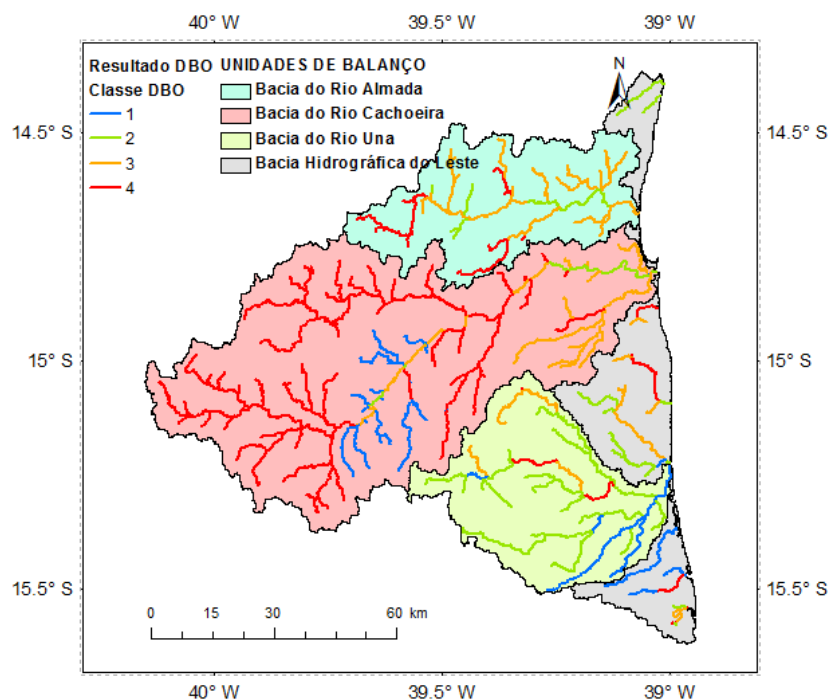 40° W 39.5° W 39° W
Resultado DBO
Classe DBO
1
2
3
4
UNIDADES DE BALANÇO
Bacia do Rio Almada
Bacia do Rio Cachoeira
Bacia do Rio Una
Bacia Hidrográfica do Leste
N
14.5° S 14.5° S
15° S 15° S
15.5° S 15.5° S
0 15 30 60 km
40° W 39.5° W 39° W